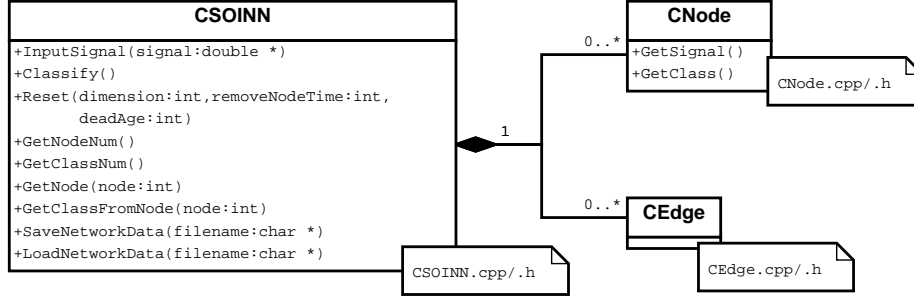 CSOINN
+InputSignal(signal:double *)
+Classify()
+Reset(dimension:int,removeNodeTime:int,
deadAge:int)
+GetNodeNum()
+GetClassNum()
+GetNode(node:int)
+GetClassFromNode(node:int)
+SaveNetworkData(filename:char *)
+LoadNetworkData(filename:char *)
CSOINN.cpp/.h
1
0..*
CNode
+GetSignal()
+GetClass()
CNode.cpp/.h
0..*
CEdge
CEdge.cpp/.h